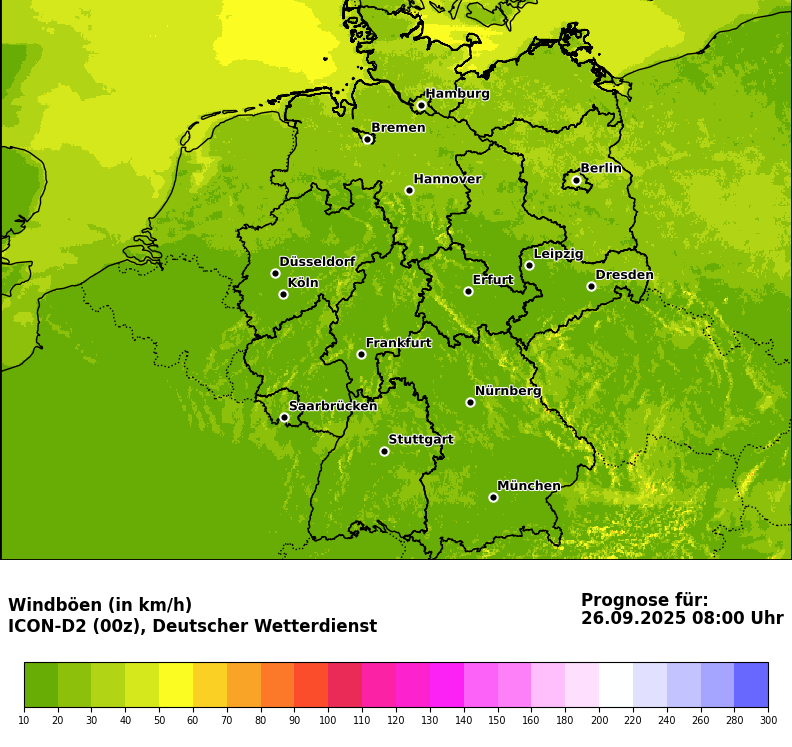 Hamburg
Bremen
Berlin
Hannover
Leipzig
Düsseldorf
Dresden
Köln
Erfurt
Frankfurt
Nürnberg
Saarbrücken
Stuttgart
München
Windböen (in km/h)
ICON-D2 (00z), Deutscher Wetterdienst
Prognose für:
26.09.2025 08:00 Uhr
10 20 30 40 50 60 70 80 90 100 110 120 130 140 150 160 180 200 220 240 260 280 300